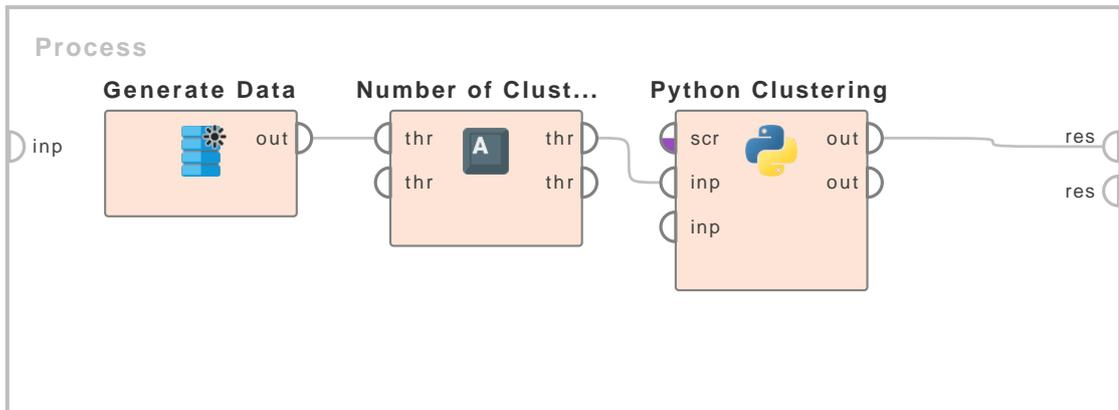 Process
Generate Data
Number of Clust...
Python Clustering
inp
out
thr
thr
thr
thr
A
scr
inp
inp
out
out
res
res